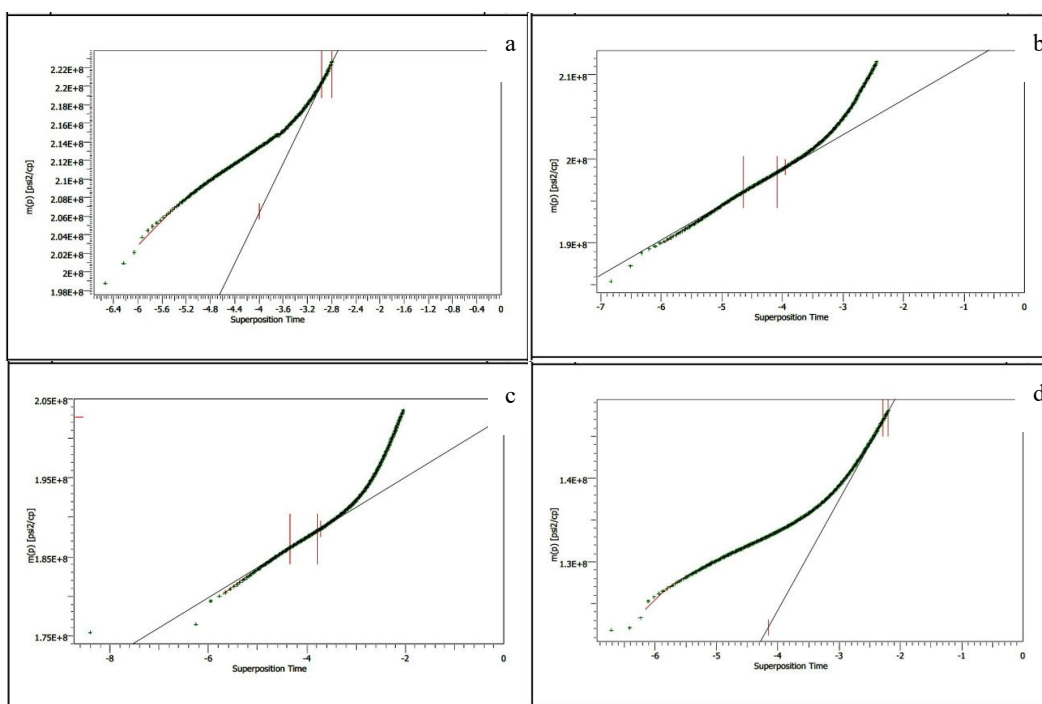 a
2.22E+8
2.2E+8
2.18E+8
2.16E+8
2.14E+8
2.12E+8
2.1E+8
2.08E+8
2.06E+8
2.04E+8
2.02E+8
2E+8
1.98E+8
m(p) [psi2/cp]
-6.4 -6 -5.6 -5.2 -4.8 -4.4 -4 -3.6 -3.2 -2.8 -2.4 -2 -1.6 -1.2 -0.8 -0.4 0
Superposition Time
b
2.1E+8
2E+8
1.9E+8
m(p) [psi2/cp]
-7 -6 -5 -4 -3 -2 -1 0
Superposition Time
c
2.05E+8
1.95E+8
1.85E+8
1.75E+8
m(p) [psi2/cp]
-8 -6 -4 -2 0
Superposition Time
d
1.4E+8
1.3E+8
m(p) [psi2/cp]
-6 -5 -4 -3 -2 -1 0
Superposition Time